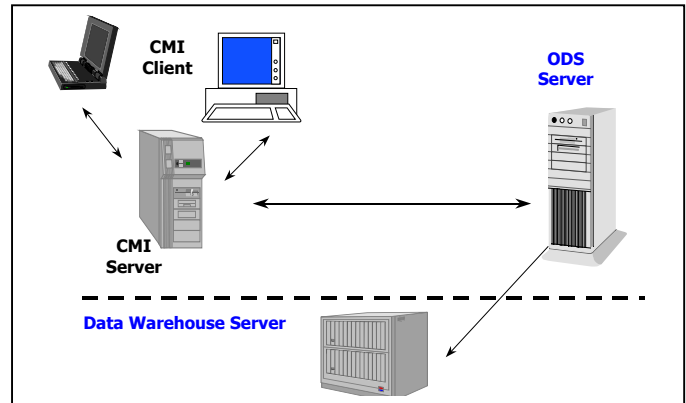 CMI
Client
ODS
Server
CMI
Server
Data Warehouse Server